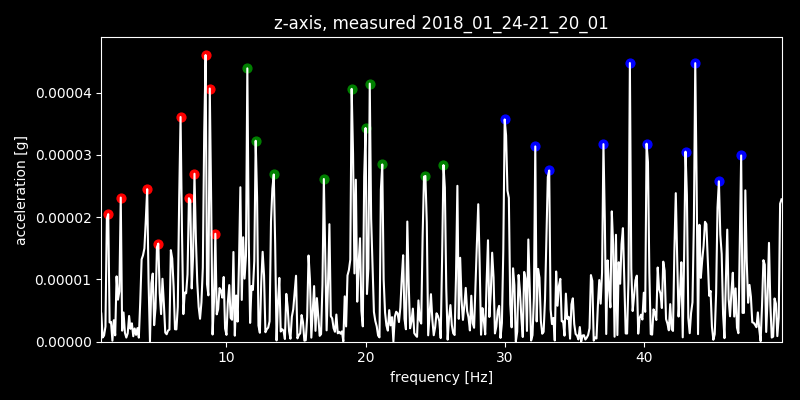 z-axis, measured 2018_01_24-21_20_01
0.00004
0.00003
0.00002
0.00001
0.00000
acceleration [g]
10 20 30 40
frequency [Hz]